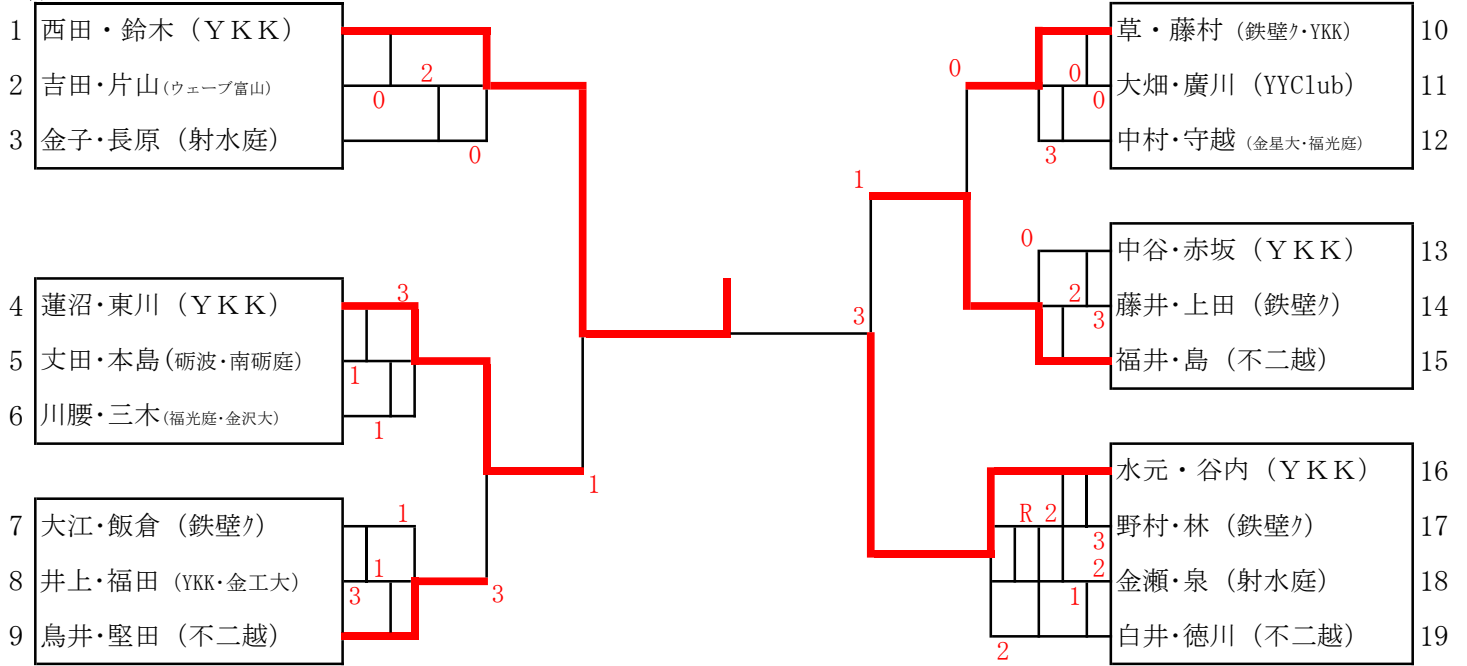 1 西田・鈴木（ＹＫＫ）
2 吉田・片山(ウェーブ富山)
3 金子・長原（射水庭）
2
0
0
4 蓮沼・東川（ＹＫＫ）
5 丈田・本島(砺波・南砺庭)
6 川腰・三木(福光庭・金沢大)
3
1
1
7 大江・飯倉（鉄壁ｸ）
8 井上・福田（YKK・金工大）
9 鳥井・堅田（不二越）
1
1
3
3
1
草・藤村（鉄壁ｸ・YKK） 10
大畑・廣川（YYClub） 11
中村・守越（金星大・福光庭） 12
0
0
0
3
1
中谷・赤坂（ＹＫＫ） 13
藤井・上田（鉄壁ｸ） 14
福井・島（不二越） 15
0
2
3
3
水元・谷内（ＹＫＫ） 16
野村・林（鉄壁ｸ） 17
金瀬・泉（射水庭） 18
白井・徳川（不二越） 19
R 2
3
2
1
2